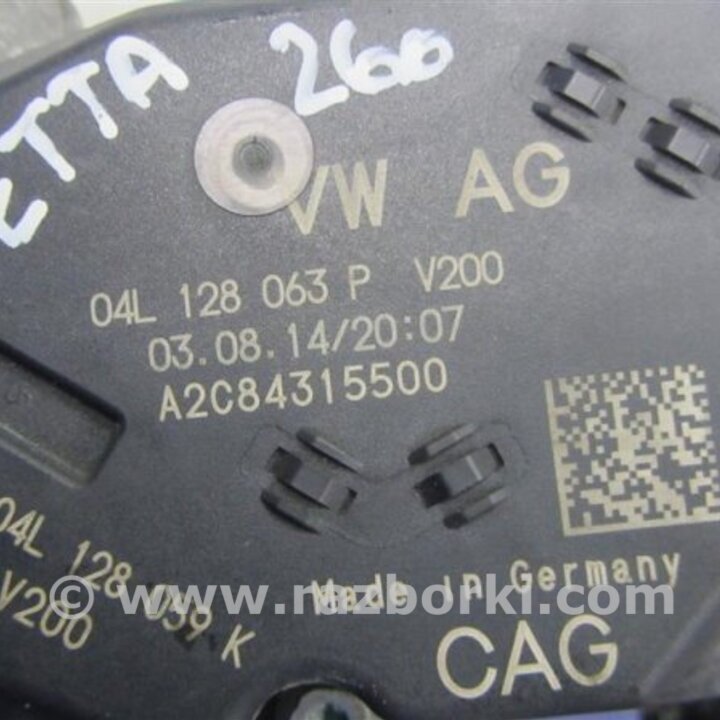 ETTA 260
VW AG
04L 128 063 P V200
03.08.14/20:07
A2C84315500
04L 128 059 K
V200
Made in Germany
© www.razborki.com
CAG